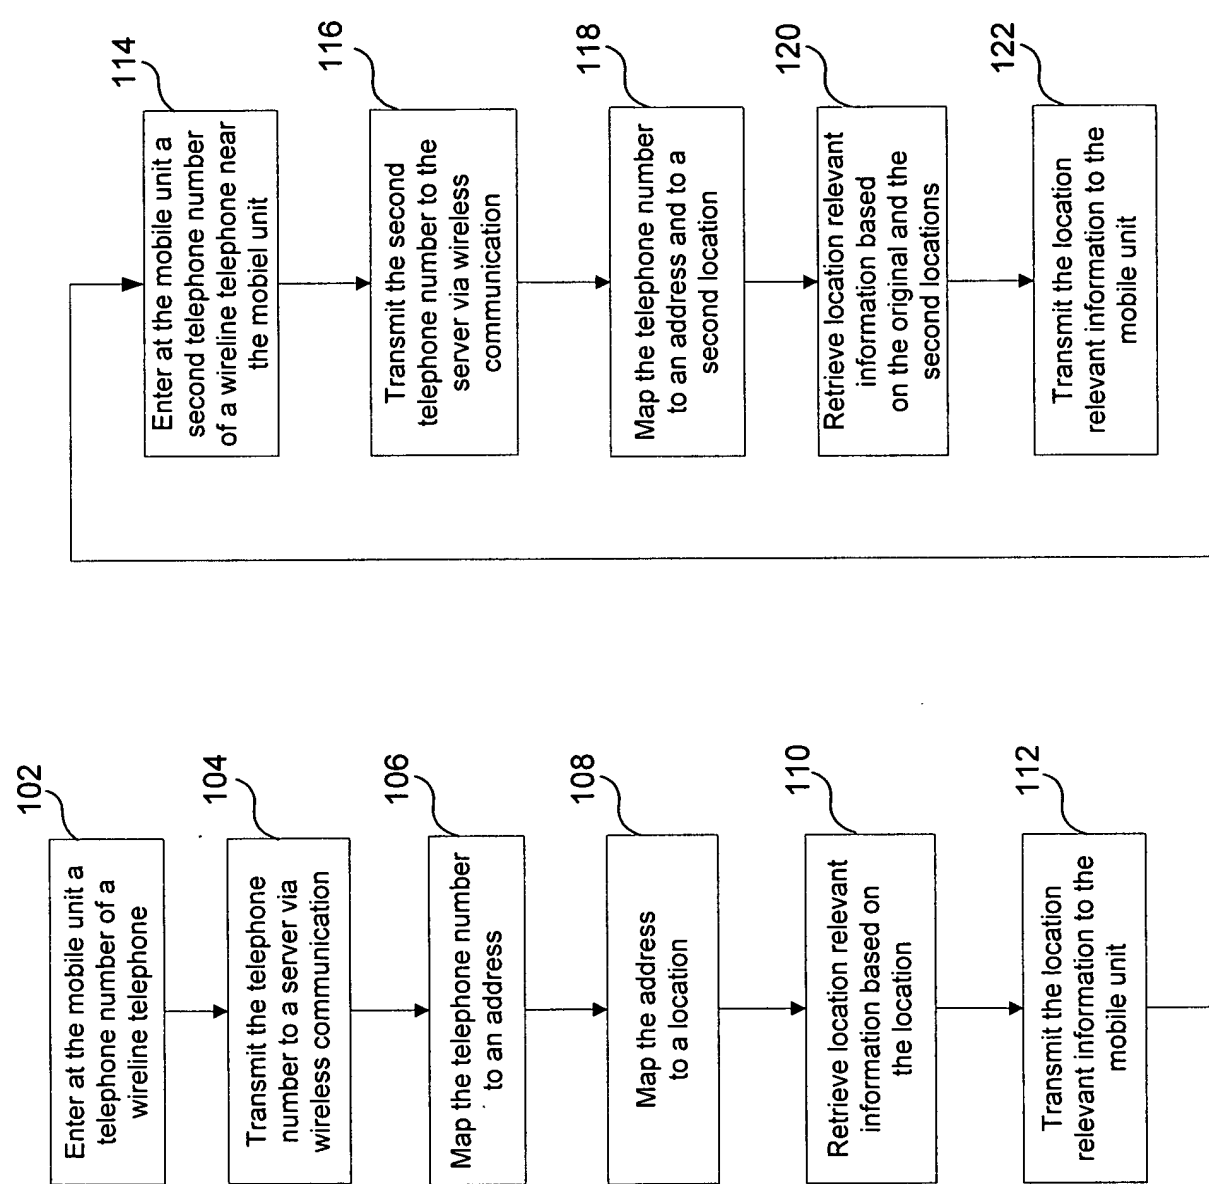 102
Enter at the mobile unit a
telephone number of a
wireline telephone
104
Transmit the telephone
number to a server via
wireless communication
106
Map the telephone number
to an address
108
Map the address
to a location
110
Retrieve location relevant
information based on
the location
112
Transmit the location
relevant information to the
mobile unit
114
Enter at the mobile unit a
second telephone number
of a wireline telephone near
the mobiel unit
116
Transmit the second
telephone number to the
server via wireless
communication
118
Map the telephone number
to an address and to a
second location
120
Retrieve location relevant
information based
on the original and the
second locations
122
Transmit the location
relevant information to the
mobile unit